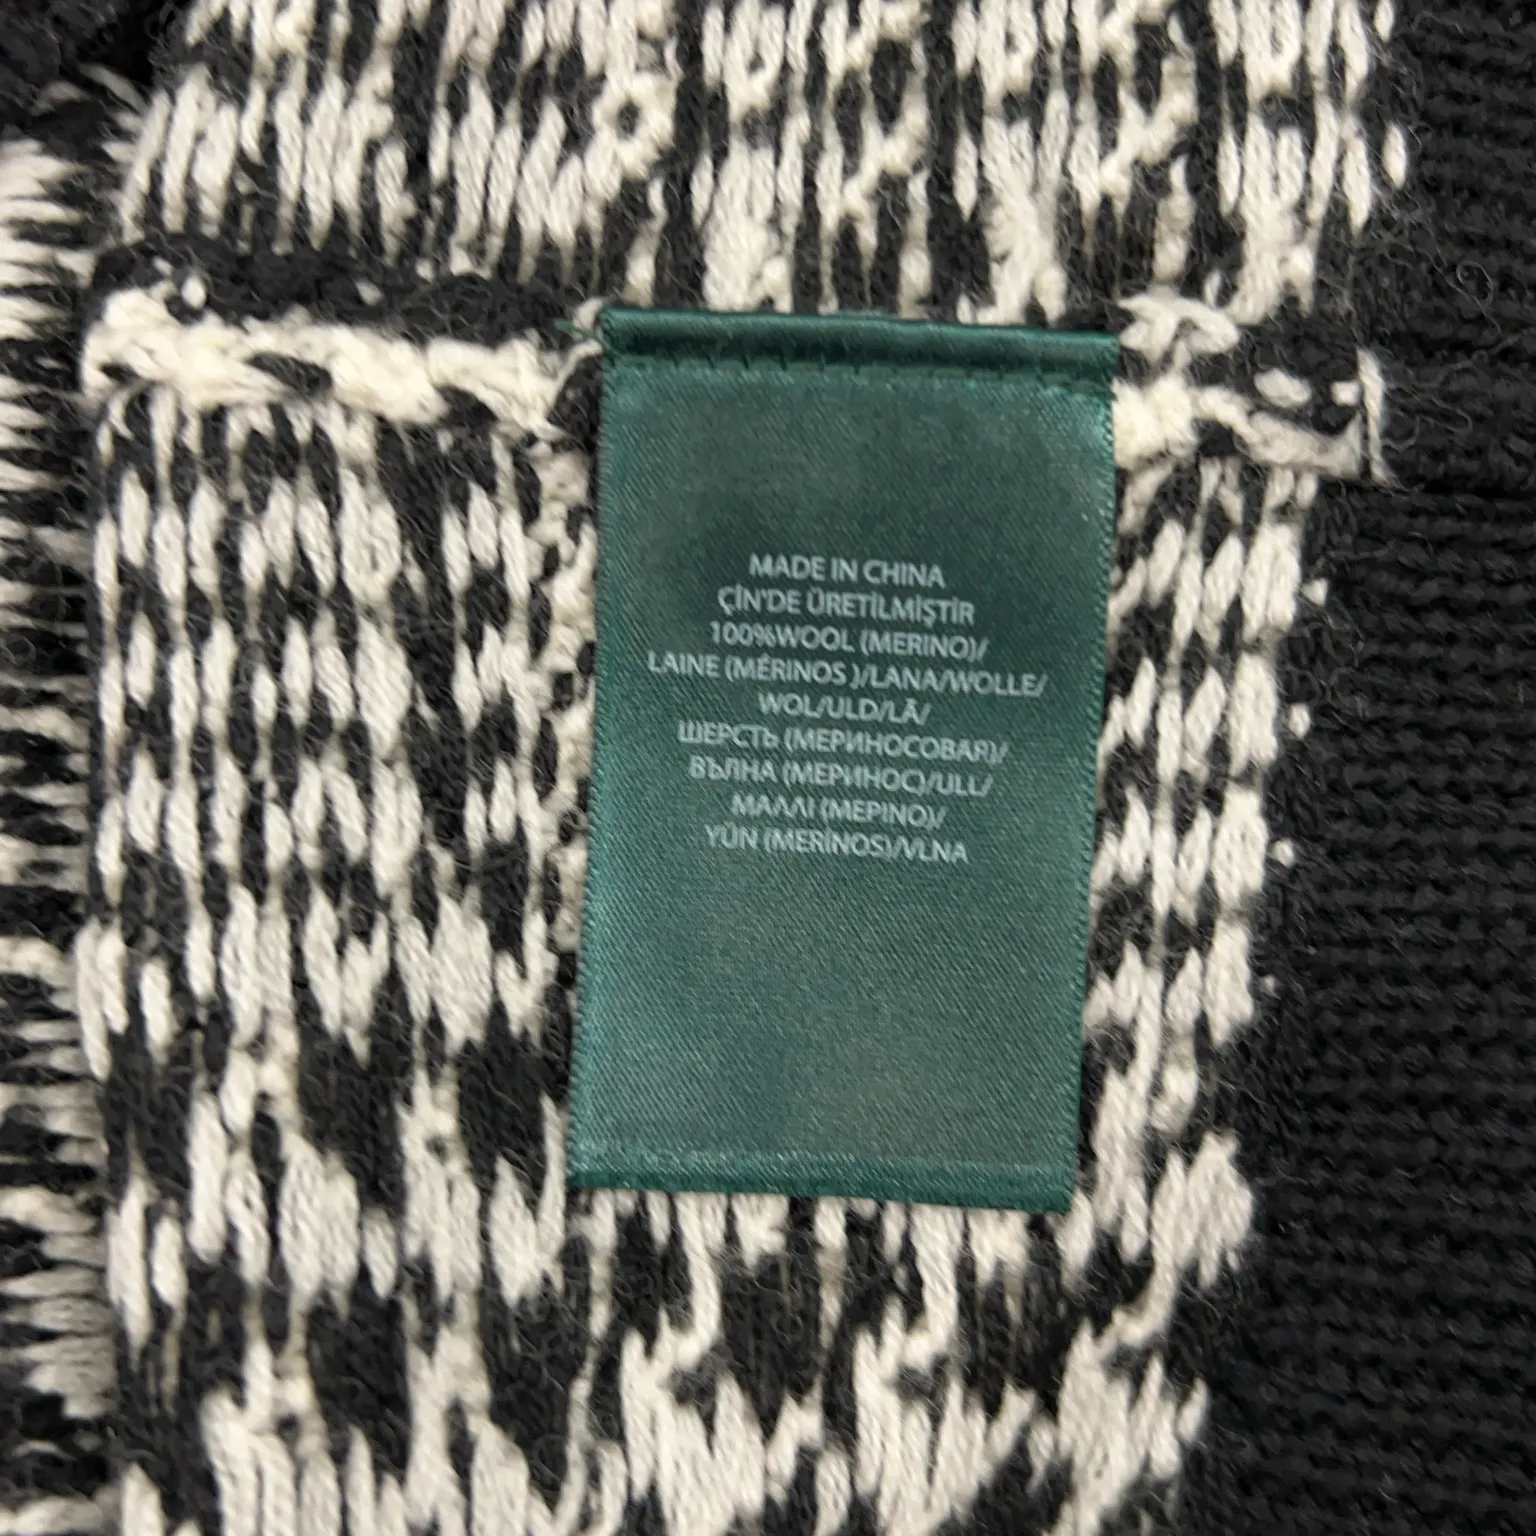 MADE IN CHINA
ÇİN'DE ÜRETİLMİŞTİR
100%WOOL (MERINO)/
LAINE (MÉRINOS )/LANA/WOLLE/
WOL/ULD/LÃ/
ШЕРСТЬ (МЕРИНОСОВАЯ)/
ВЪЛНА (МЕРИНОС)/ULL/
ΜΑΛΛΙ (ΜΕΡΙΝΟ)/
YÜN (MERİNOS)/VLNA